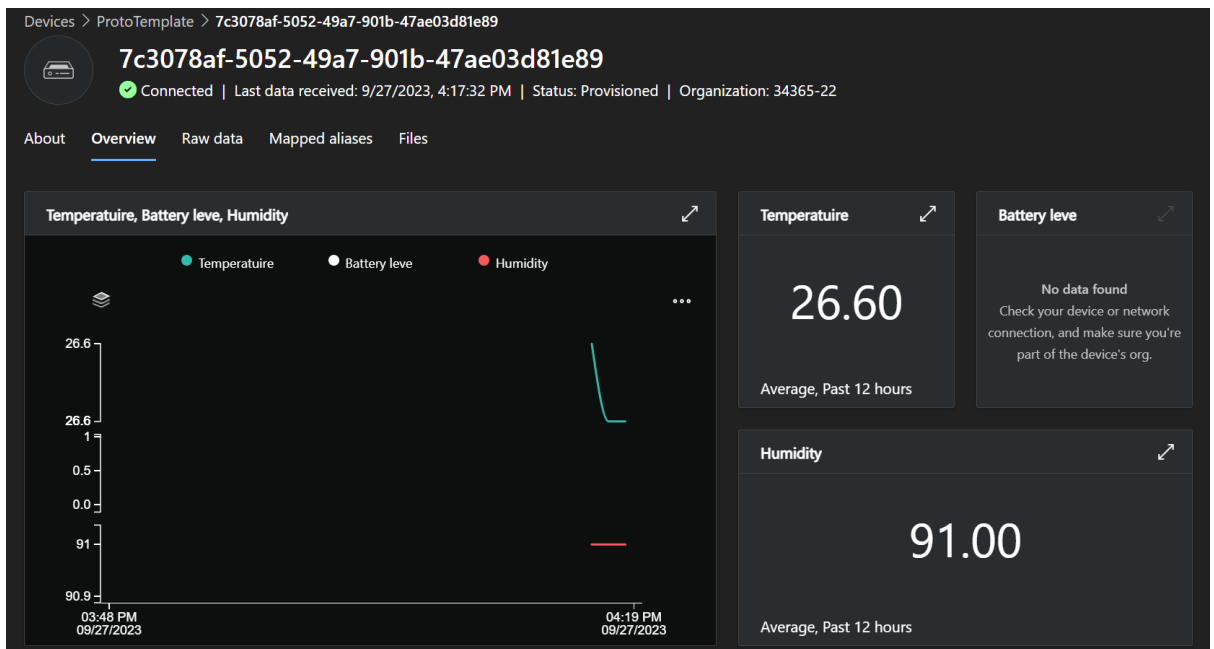 Devices > ProtoTemplate > 7c3078af-5052-49a7-901b-47ae03d81e89
7c3078af-5052-49a7-901b-47ae03d81e89
Connected | Last data received: 9/27/2023, 4:17:32 PM | Status: Provisioned | Organization: 34365-22
About Overview Raw data Mapped aliases Files
Temperatuire, Battery leve, Humidity
Temperatuire Battery leve Humidity
26.6
26.6
1
0.5
0.0
91
90.9
03:48 PM
09/27/2023
04:19 PM
09/27/2023
Temperatuire
26.60
Average, Past 12 hours
Battery leve
No data found
Check your device or network
connection, and make sure you're
part of the device's org.
Humidity
91.00
Average, Past 12 hours